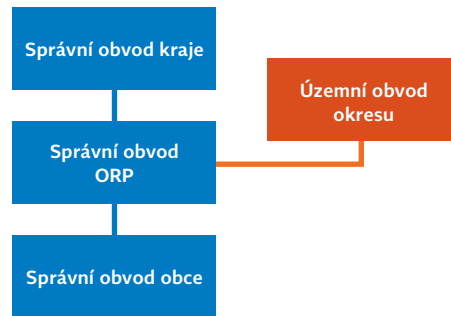 Správní obvod kraje
Územní obvod
okresu
Správní obvod
ORP
Správní obvod obce